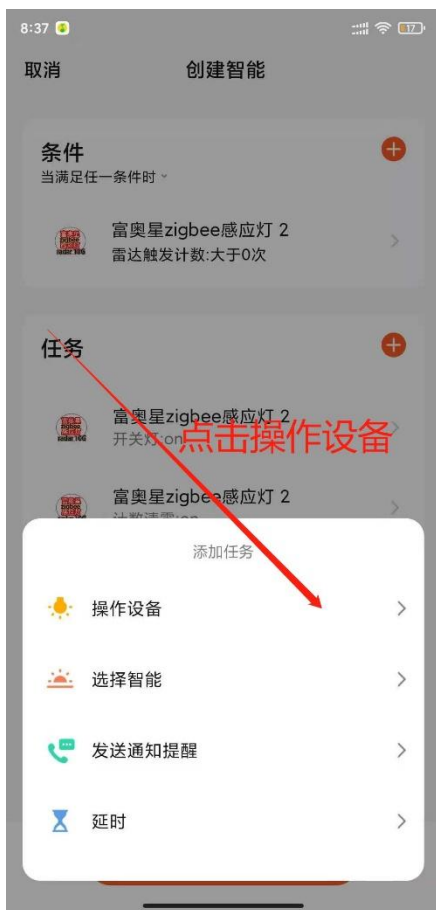 8:37
17
取消
创建智能
条件
当满足任一条件时
富奥星zigbee感应灯 2
雷达触发计数:大于0次
任务
富奥星zigbee感应灯 2
开关灯:on
点击操作设备
富奥星zigbee感应灯 2
计数清零:on
添加任务
操作设备
选择智能
发送通知提醒
延时